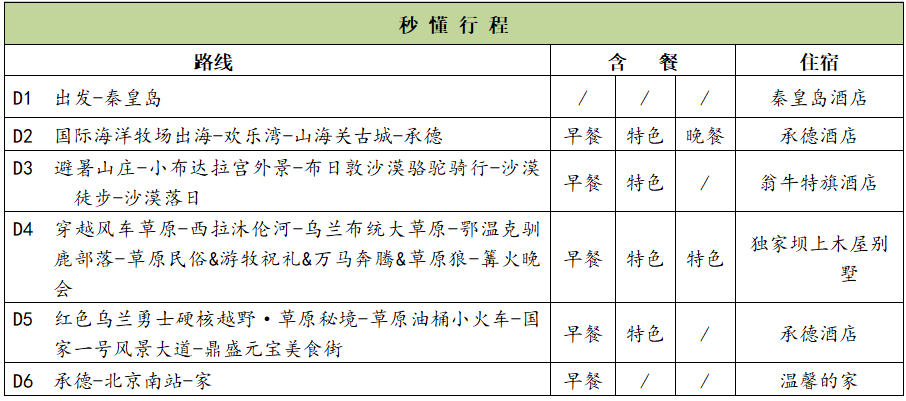 秒懂行程
路线 含 餐 住宿
D1 出发-秦皇岛 / / / 秦皇岛酒店
D2 国际海洋牧场出海-欢乐湾-山海关古城-承德 早餐 特色 晚餐 承德酒店
D3 避暑山庄-小布达拉宫外景-布日敦沙漠骆驼骑行-沙漠
徒步-沙漠落日 早餐 特色 / 翁牛特旗酒店
D4 穿越风车草原-西拉沐伦河-乌兰布统大草原-鄂温克驯
鹿部落-草原民俗&游牧祝礼&万马奔腾&草原狼-篝火晚
会 早餐 特色 特色 独家坝上木屋别
墅
D5 红色乌兰勇士硬核越野·草原秘境-草原油桶小火车-国
家一号风景大道-鼎盛元宝美食街 早餐 特色 / 承德酒店
D6 承德-北京南站-家 早餐 / / 温馨的家